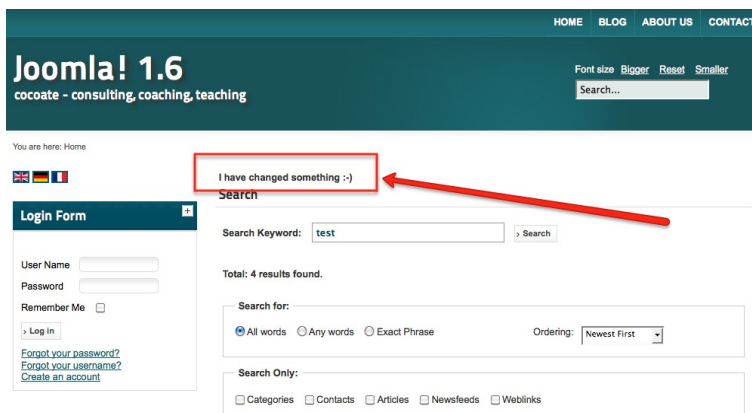 HOME BLOG ABOUT US CONTACT
Joomla! 1.6
cocoate - consulting, coaching, teaching
Font size Bigger Reset Smaller
Search...
You are here: Home
I have changed something :-)
Search
Login Form +
Search Keyword: test › Search
User Name
Password
Remember Me
› Log in
Forgot your password?
Forgot your username?
Create an account
Total: 4 results found.
Search for:
All words Any words Exact Phrase Ordering: Newest First
Search Only:
Categories Contacts Articles Newsfeeds Weblinks